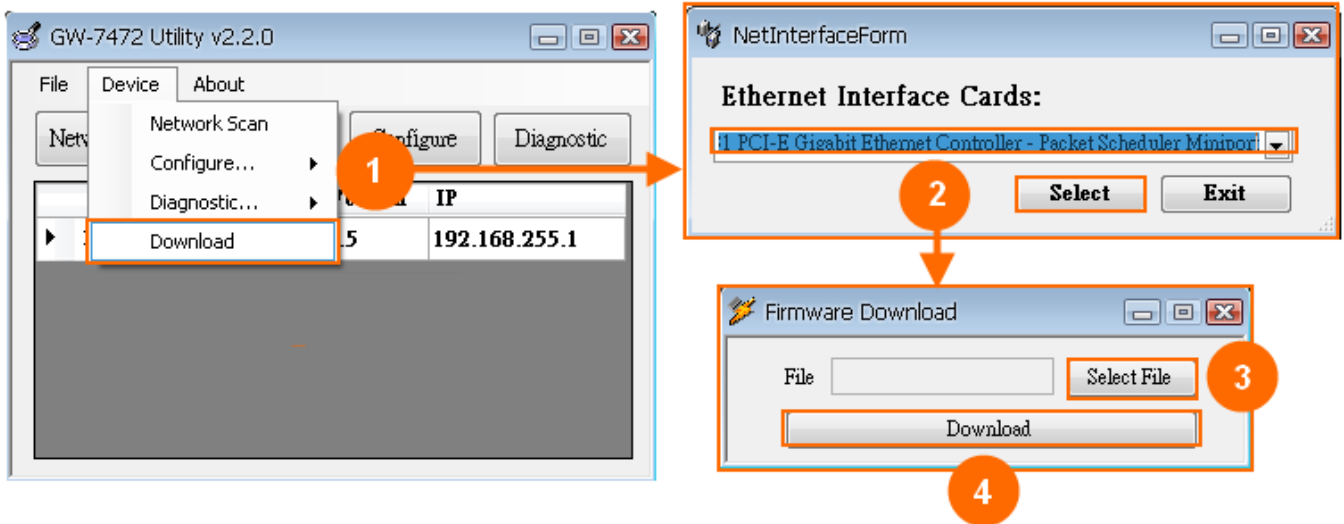 GW-7472 Utility v2.2.0
File Device About
Network Scan
Configure...
Diagnostic...
Download
Configure
Diagnostic
IP
.5 192.168.255.1
1
NetInterfaceForm
Ethernet Interface Cards:
1 PCI-E Gigabit Ethernet Controller - Packet Scheduler Miniport
2
Select Exit
Firmware Download
File Select File
3
Download
4